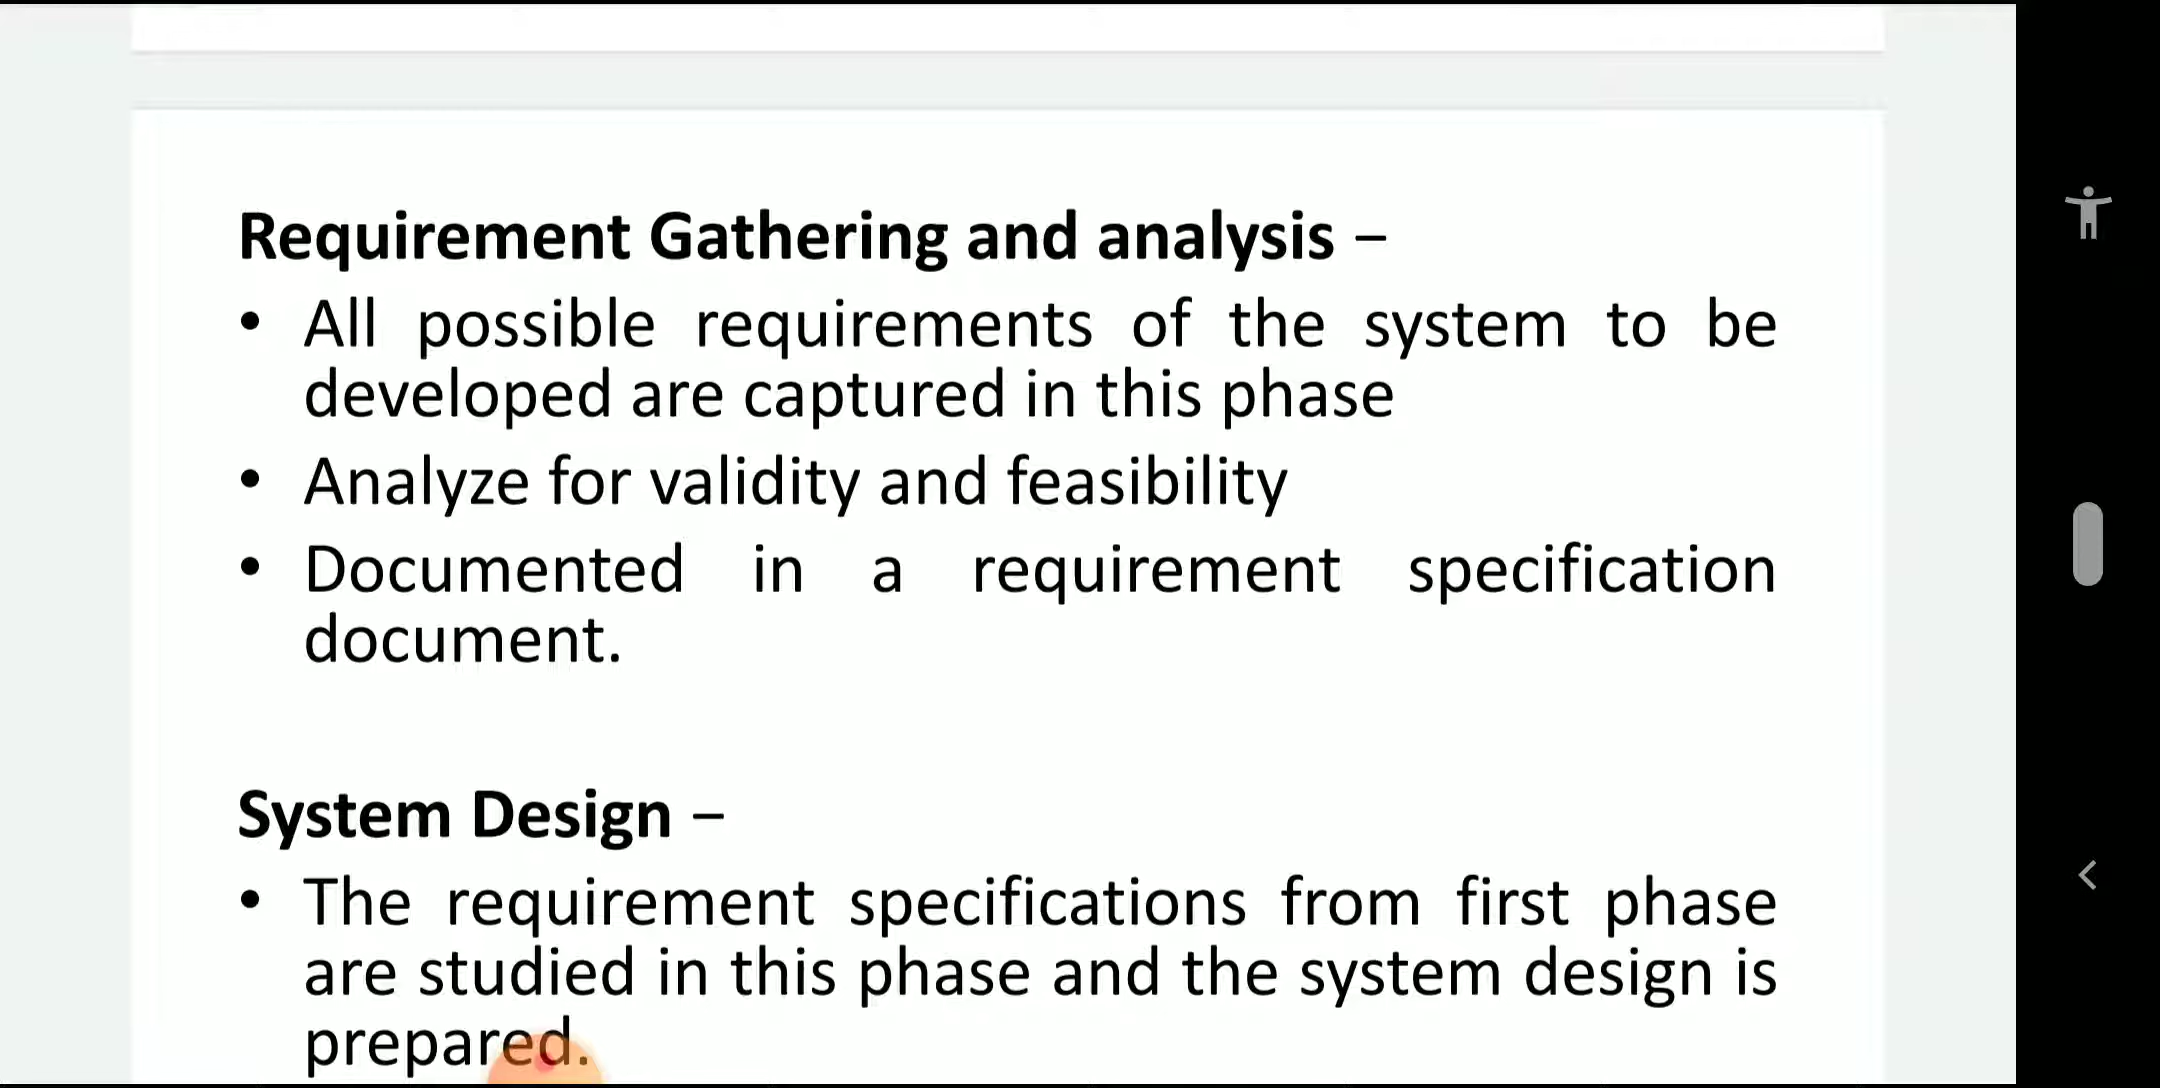 Requirement Gathering and analysis –
• All possible requirements of the system to be
developed are captured in this phase
• Analyze for validity and feasibility
• Documented in a requirement specification
document.
System Design –
• The requirement specifications from first phase
are studied in this phase and the system design is
prepared.